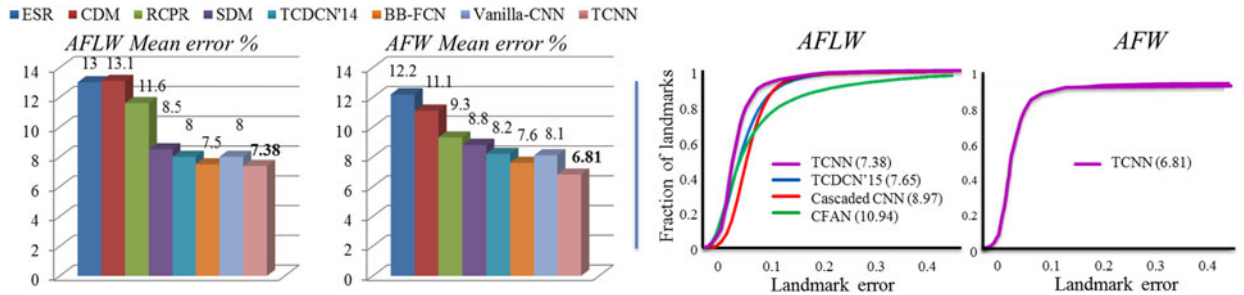 ESR CDM RCPR SDM TCDCN'14 BB-FCN Vanilla-CNN TCNN
AFLW Mean error %
14
12
10
8
6
4
2
0
13
13.1
11.6
8.5
8
7.5
8
7.38
AFW Mean error %
14
12
10
8
6
4
2
0
12.2
11.1
9.3
8.8
8.2
7.6
8.1
6.81
AFLW
Fraction of landmarks
1
0.8
0.6
0.4
0.2
0
TCNN (7.38)
TCDCN'15 (7.65)
Cascaded CNN (8.97)
CFAN (10.94)
0 0.1 0.2 0.3 0.4
Landmark error
AFW
1
0.8
0.6
0.4
0.2
0
TCNN (6.81)
0 0.1 0.2 0.3 0.4
Landmark error